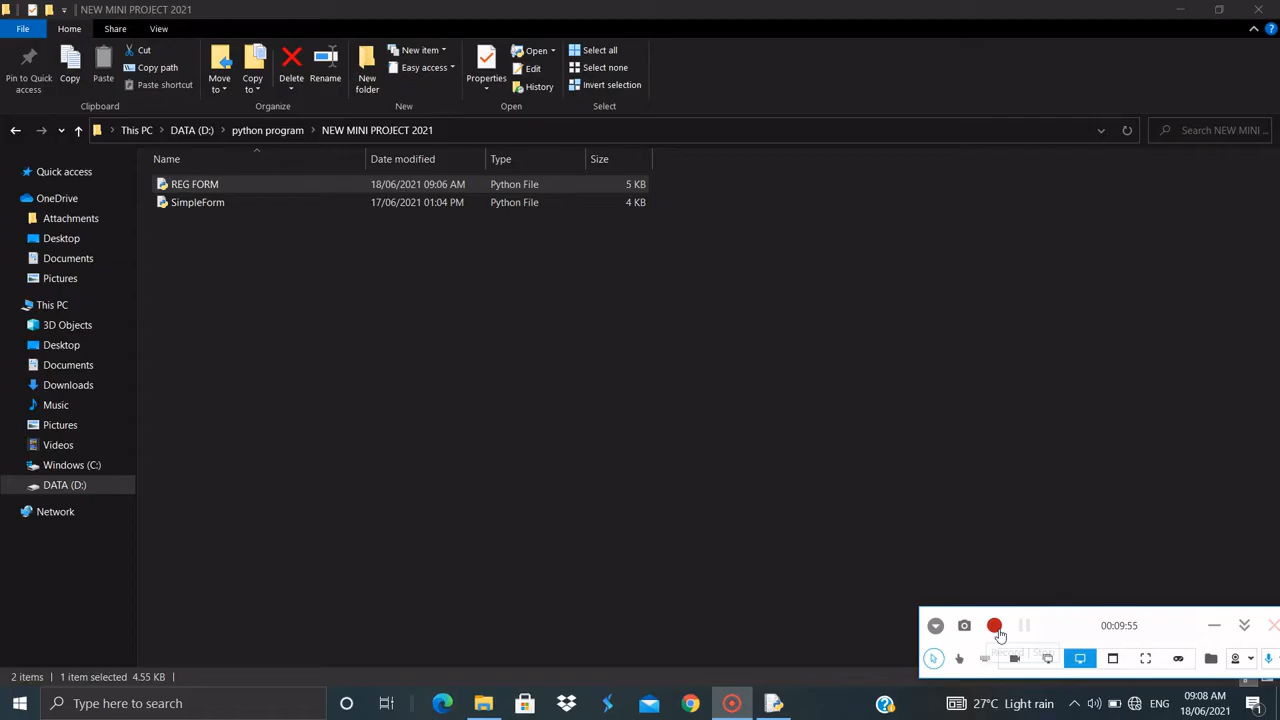 NEW MINI PROJECT 2021
File Home Share View
Pin to Quick access
Copy
Paste
Cut
Copy path
Paste shortcut
Move to
Copy to
Delete
Rename
New folder
New item
Easy access
Properties
Open
Edit
History
Select all
Select none
Invert selection
Clipboard Organize New Open Select
This PC DATA (D:) python program NEW MINI PROJECT 2021
Search NEW MINI ...
Name Date modified Type Size
REG FORM 18/06/2021 09:06 AM Python File 5 KB
SimpleForm 17/06/2021 01:04 PM Python File 4 KB
Quick access
OneDrive
Attachments
Desktop
Documents
Pictures
This PC
3D Objects
Desktop
Documents
Downloads
Music
Pictures
Videos
Windows (C:)
DATA (D:)
Network
00:09:55
Record | Stop
2 items 1 item selected 4.55 KB
Type here to search
27°C Light rain
ENG
09:08 AM
18/06/2021
1